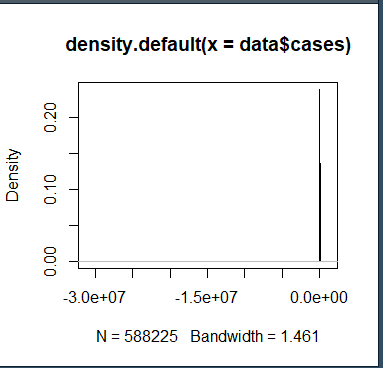 density.default(x = data$cases)
Density
0.20
0.10
0.00
-3.0e+07 -1.5e+07 0.0e+00
N = 588225 Bandwidth = 1.461